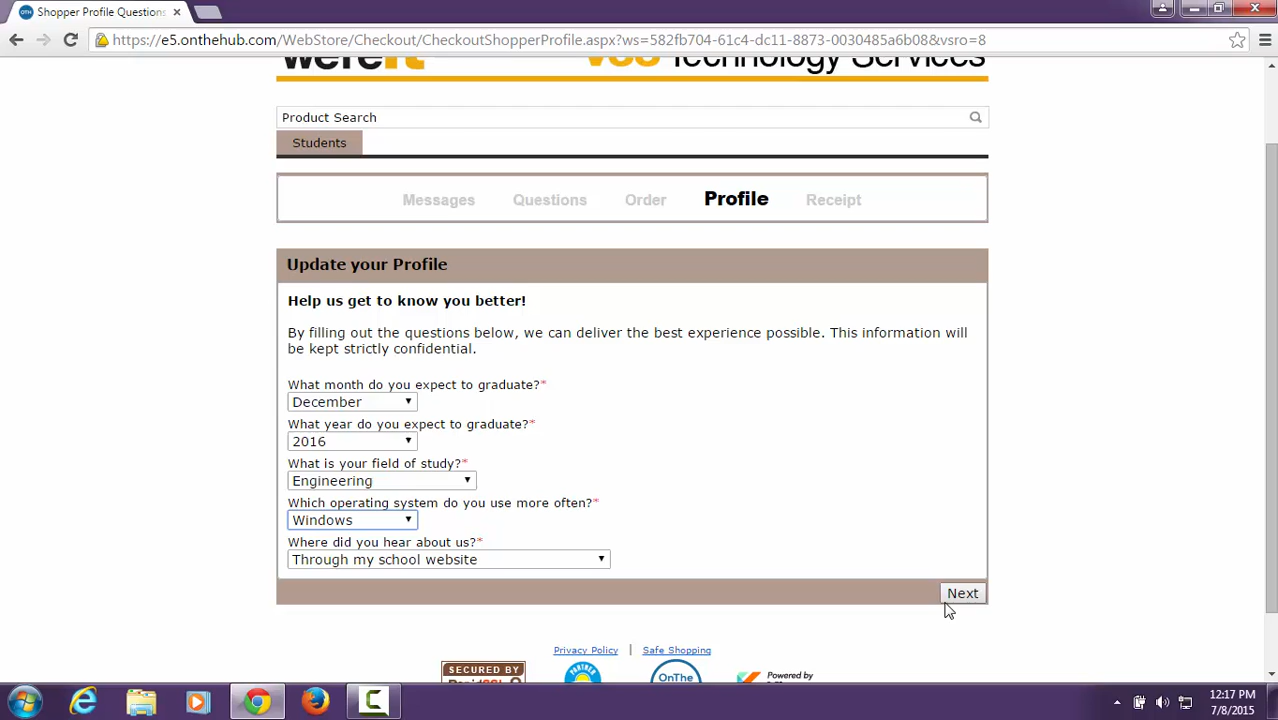 Shopper Profile Questions
https://e5.onthehub.com/WebStore/Checkout/CheckoutShopperProfile.aspx?ws=582fb704-61c4-dc11-8573-0030485a6b08&vsro=8
we'reIT
Technology Services
Product Search
Students
Messages Questions Order Profile Receipt
Update your Profile
Help us get to know you better!
By filling out the questions below, we can deliver the best experience possible. This information will
be kept strictly confidential.
What month do you expect to graduate?*
December
What year do you expect to graduate?*
2016
What is your field of study?*
Engineering
Which operating system do you use more often?*
Windows
Where did you hear about us?*
Through my school website
Next
Privacy Policy | Safe Shopping
SECURED BY
PARTNER
OnThe
Powered by
12:17 PM
7/8/2015